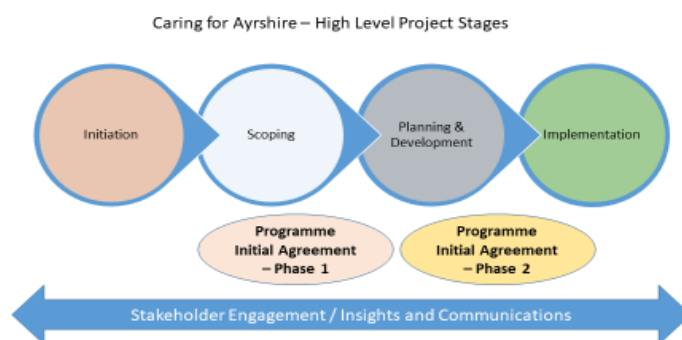 Caring for Ayrshire – High Level Project Stages
Initiation
Scoping
Planning &
Development
Implementation
Programme
Initial Agreement
– Phase 1
Programme
Initial Agreement
– Phase 2
Stakeholder Engagement / Insights and Communications